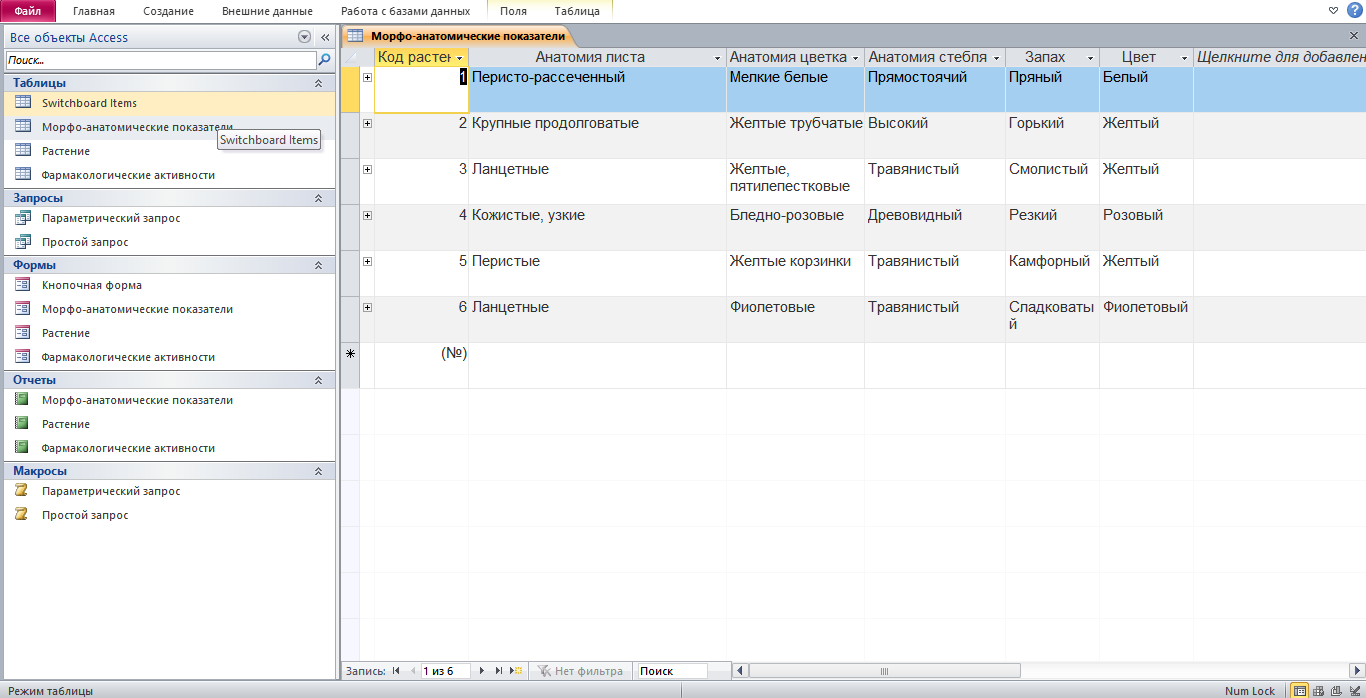 Файл Главная Создание Внешние данные Работа с базами данных Поля Таблица
Все объекты Access
Морфо-анатомические показатели
Поиск...
Таблицы
Switchboard Items
Морфо-анатомические показатели
Switchboard Items
Растение
Фармакологические активности
Запросы
Параметрический запрос
Простой запрос
Формы
Кнопочная форма
Морфо-анатомические показатели
Растение
Фармакологические активности
Отчеты
Морфо-анатомические показатели
Растение
Фармакологические активности
Макросы
Параметрический запрос
Простой запрос
Код растен Анатомия листа Анатомия цветка Анатомия стебля Запах Цвет Щелкните для добавлен
1 Перисто-рассеченный Мелкие белые Прямостоячий Пряный Белый
2 Крупные продолговатые Желтые трубчатые Высокий Горький Желтый
3 Ланцетные Желтые, Травянистый Смолистый Желтый
пятилепестковые
4 Кожистые, узкие Бледно-розовые Древовидный Резкий Розовый
5 Перистые Желтые корзинки Травянистый Камфорный Желтый
6 Ланцетные Фиолетовые Травянистый Сладковаты Фиолетовый
й
(№)
Запись: 1 из 6 Нет фильтра Поиск
Режим таблицы Num Lock